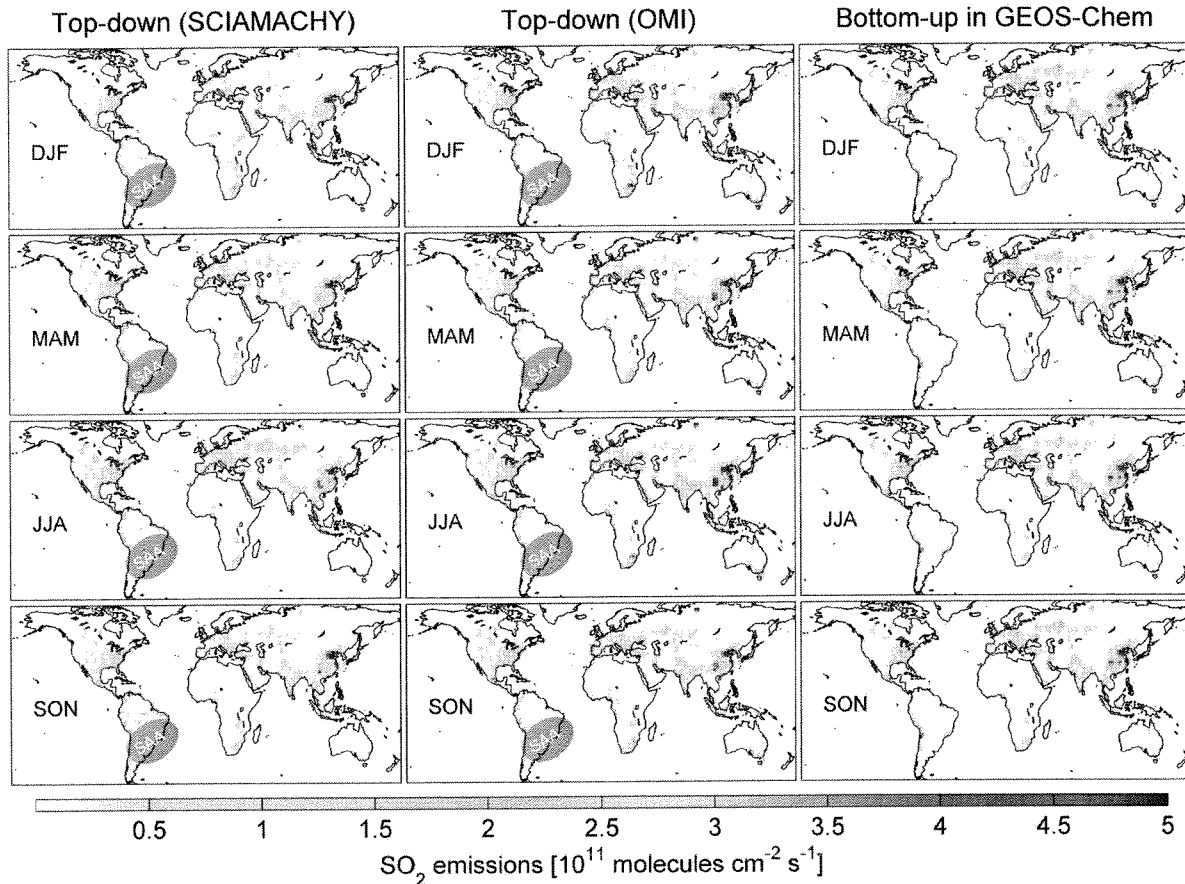 Top-down (SCIAMACHY) Top-down (OMI) Bottom-up in GEOS-Chem
DJF DJF DJF
SAA SAA
MAM MAM MAM
SAA SAA
JJA JJA JJA
SAA SAA
SON SON SON
SAA SAA
0.5 1 1.5 2 2.5 3 3.5 4 4.5 5
SO₂ emissions [10¹¹ molecules cm⁻² s⁻¹]